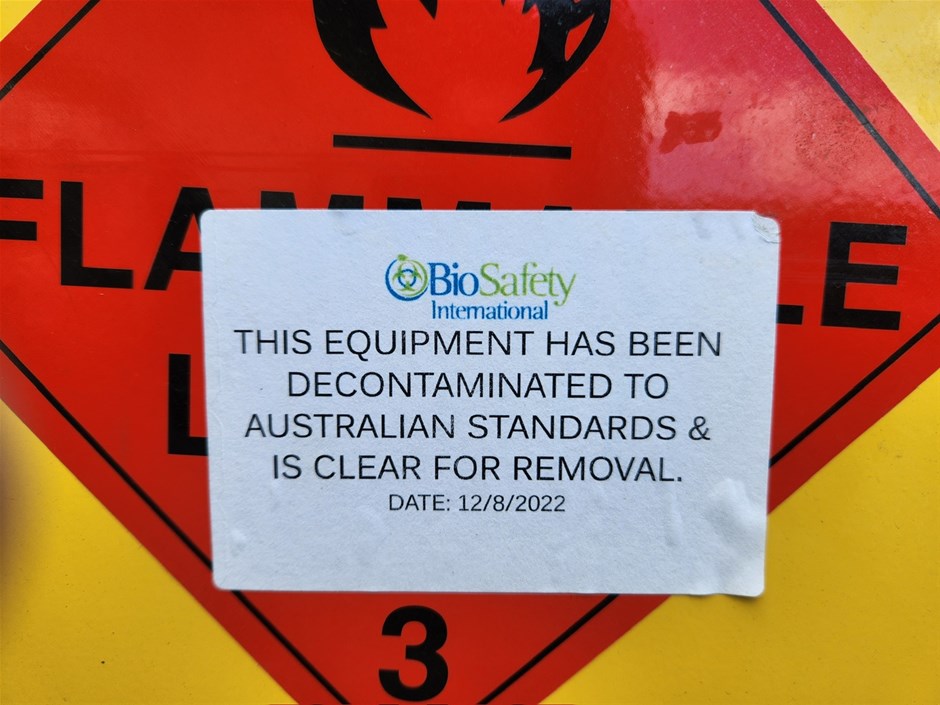 BioSafety
International
THIS EQUIPMENT HAS BEEN
DECONTAMINATED TO
AUSTRALIAN STANDARDS &
IS CLEAR FOR REMOVAL.
DATE: 12/8/2022
3